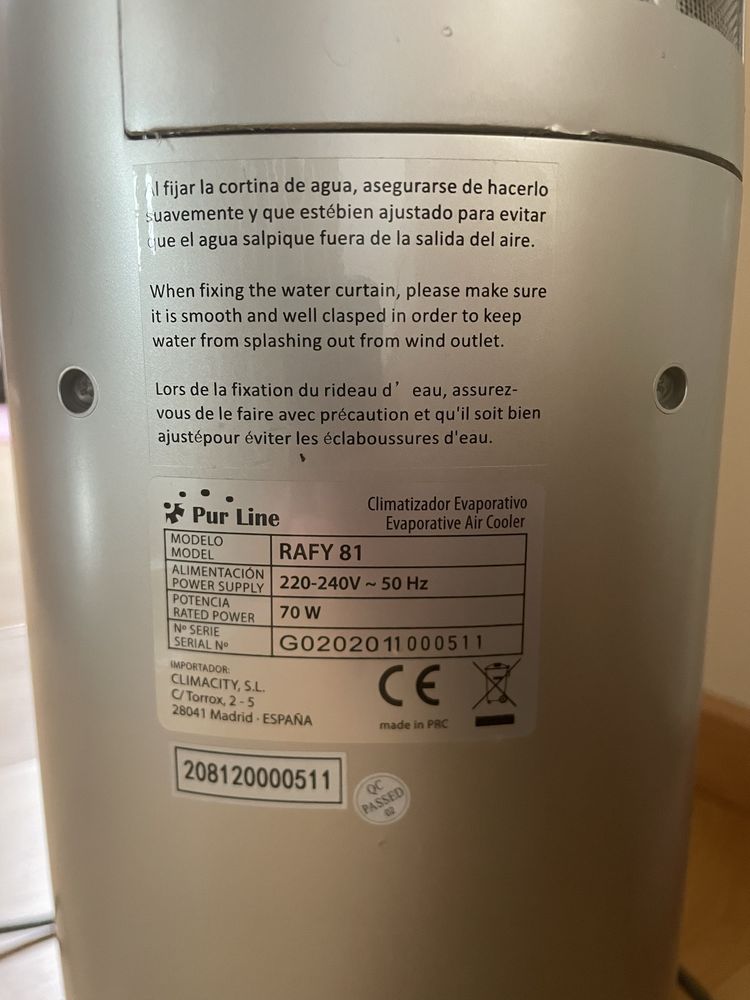 Al fijar la cortina de agua, asegurarse de hacerlo
suavemente y que estébien ajustado para evitar
que el agua salpique fuera de la salida del aire.
When fixing the water curtain, please make sure
it is smooth and well clasped in order to keep
water from splashing out from wind outlet.
Lors de la fixation du rideau d’ eau, assurez-
vous de le faire avec précaution et qu'il soit bien
ajustépour éviter les éclaboussures d'eau.
Pur Line
Climatizador Evaporativo
Evaporative Air Cooler
MODELO
MODEL
RAFY 81
ALIMENTACIÓN
POWER SUPPLY
220-240V ~ 50 Hz
POTENCIA
RATED POWER
70 W
Nº SERIE
SERIAL Nº
G0202011000511
IMPORTADOR:
CLIMACITY, S.L.
C/ Torrox, 2 - 5
28041 Madrid · ESPAÑA
CE
made in PRC
208120000511
QC
PASSED
02